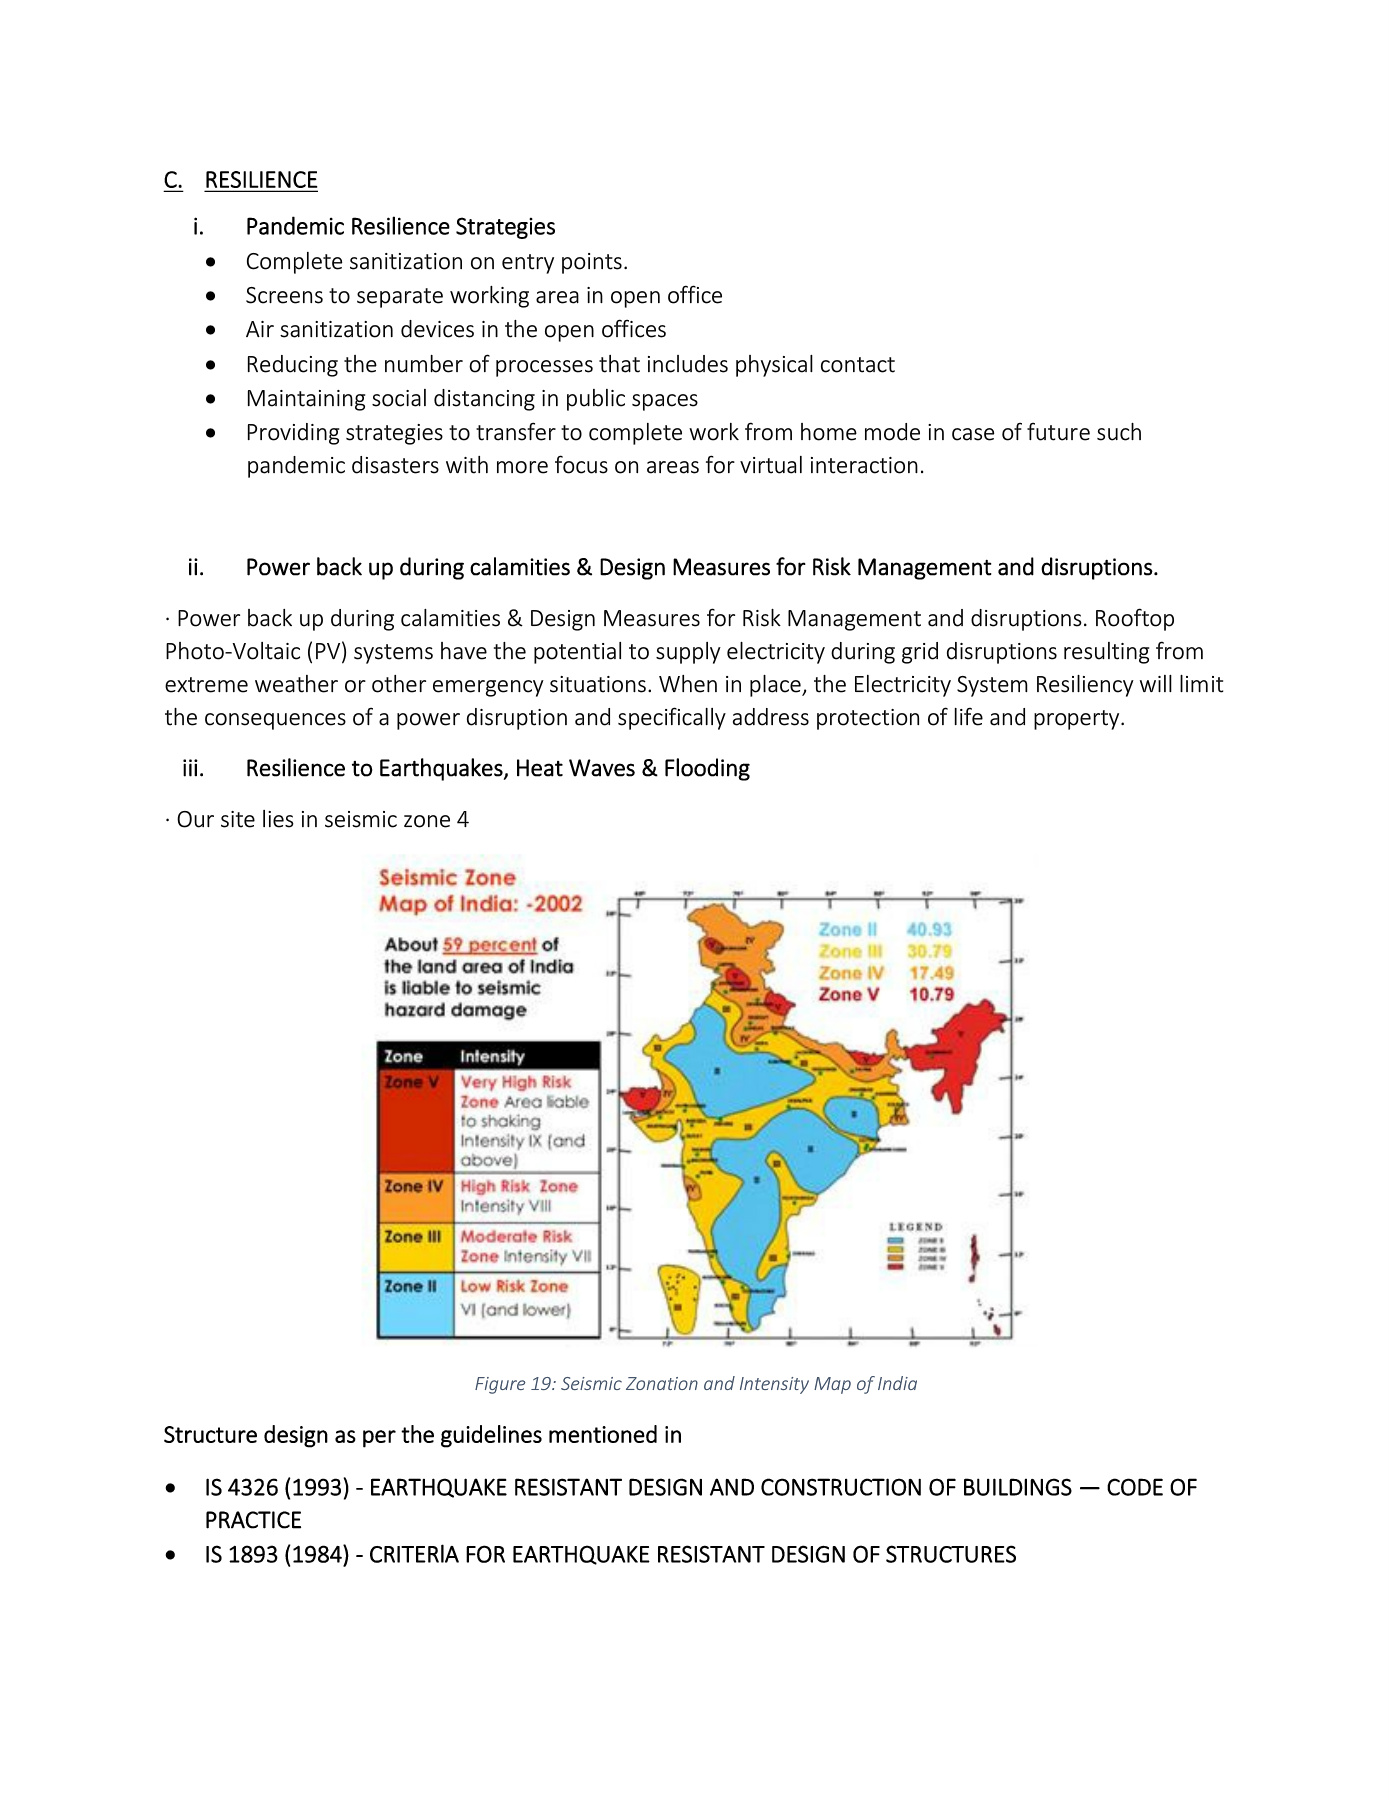 C. RESILIENCE
i. Pandemic Resilience Strategies
• Complete sanitization on entry points.
• Screens to separate working area in open office
• Air sanitization devices in the open offices
• Reducing the number of processes that includes physical contact
• Maintaining social distancing in public spaces
• Providing strategies to transfer to complete work from home mode in case of future such
pandemic disasters with more focus on areas for virtual interaction.
ii. Power back up during calamities & Design Measures for Risk Management and disruptions.
· Power back up during calamities & Design Measures for Risk Management and disruptions. Rooftop
Photo-Voltaic (PV) systems have the potential to supply electricity during grid disruptions resulting from
extreme weather or other emergency situations. When in place, the Electricity System Resiliency will limit
the consequences of a power disruption and specifically address protection of life and property.
iii. Resilience to Earthquakes, Heat Waves & Flooding
· Our site lies in seismic zone 4
Seismic Zone
Map of India: -2002
About 59 percent of
the land area of India
is liable to seismic
hazard damage
Zone Intensity
Zone V Very High Risk
Zone Area liable
to shaking
Intensity IX (and
above)
Zone IV High Risk Zone
Intensity VIII
Zone III Moderate Risk
Zone Intensity VII
Zone II Low Risk Zone
VI (and lower)
Zone II 40.93
Zone III 30.79
Zone IV 17.49
Zone V 10.79
LEGEND
ZONE II
ZONE III
ZONE IV
ZONE V
Figure 19: Seismic Zonation and Intensity Map of India
Structure design as per the guidelines mentioned in
• IS 4326 (1993) - EARTHQUAKE RESISTANT DESIGN AND CONSTRUCTION OF BUILDINGS — CODE OF
PRACTICE
• IS 1893 (1984) - CRITERlA FOR EARTHQUAKE RESISTANT DESIGN OF STRUCTURES